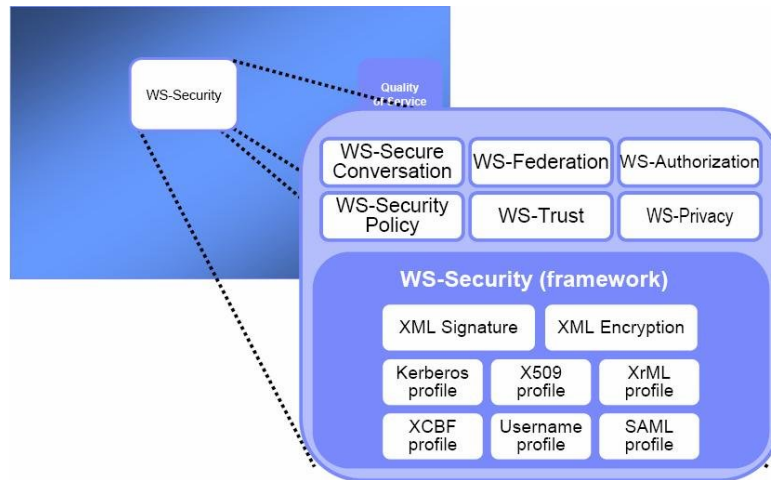 WS-Security
Quality
of Service
WS-Secure
Conversation
WS-Federation
WS-Authorization
WS-Security
Policy
WS-Trust
WS-Privacy
WS-Security (framework)
XML Signature
XML Encryption
Kerberos
profile
X509
profile
XrML
profile
XCBF
profile
Username
profile
SAML
profile